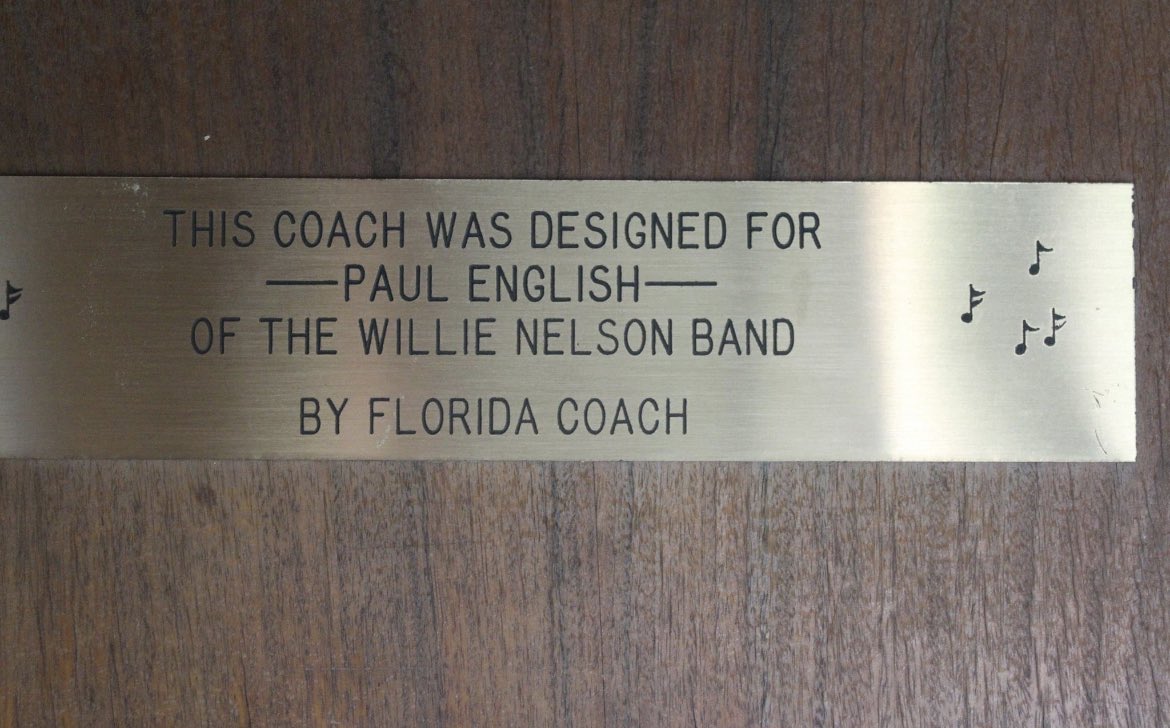 THIS COACH WAS DESIGNED FOR
——PAUL ENGLISH——
OF THE WILLIE NELSON BAND
BY FLORIDA COACH